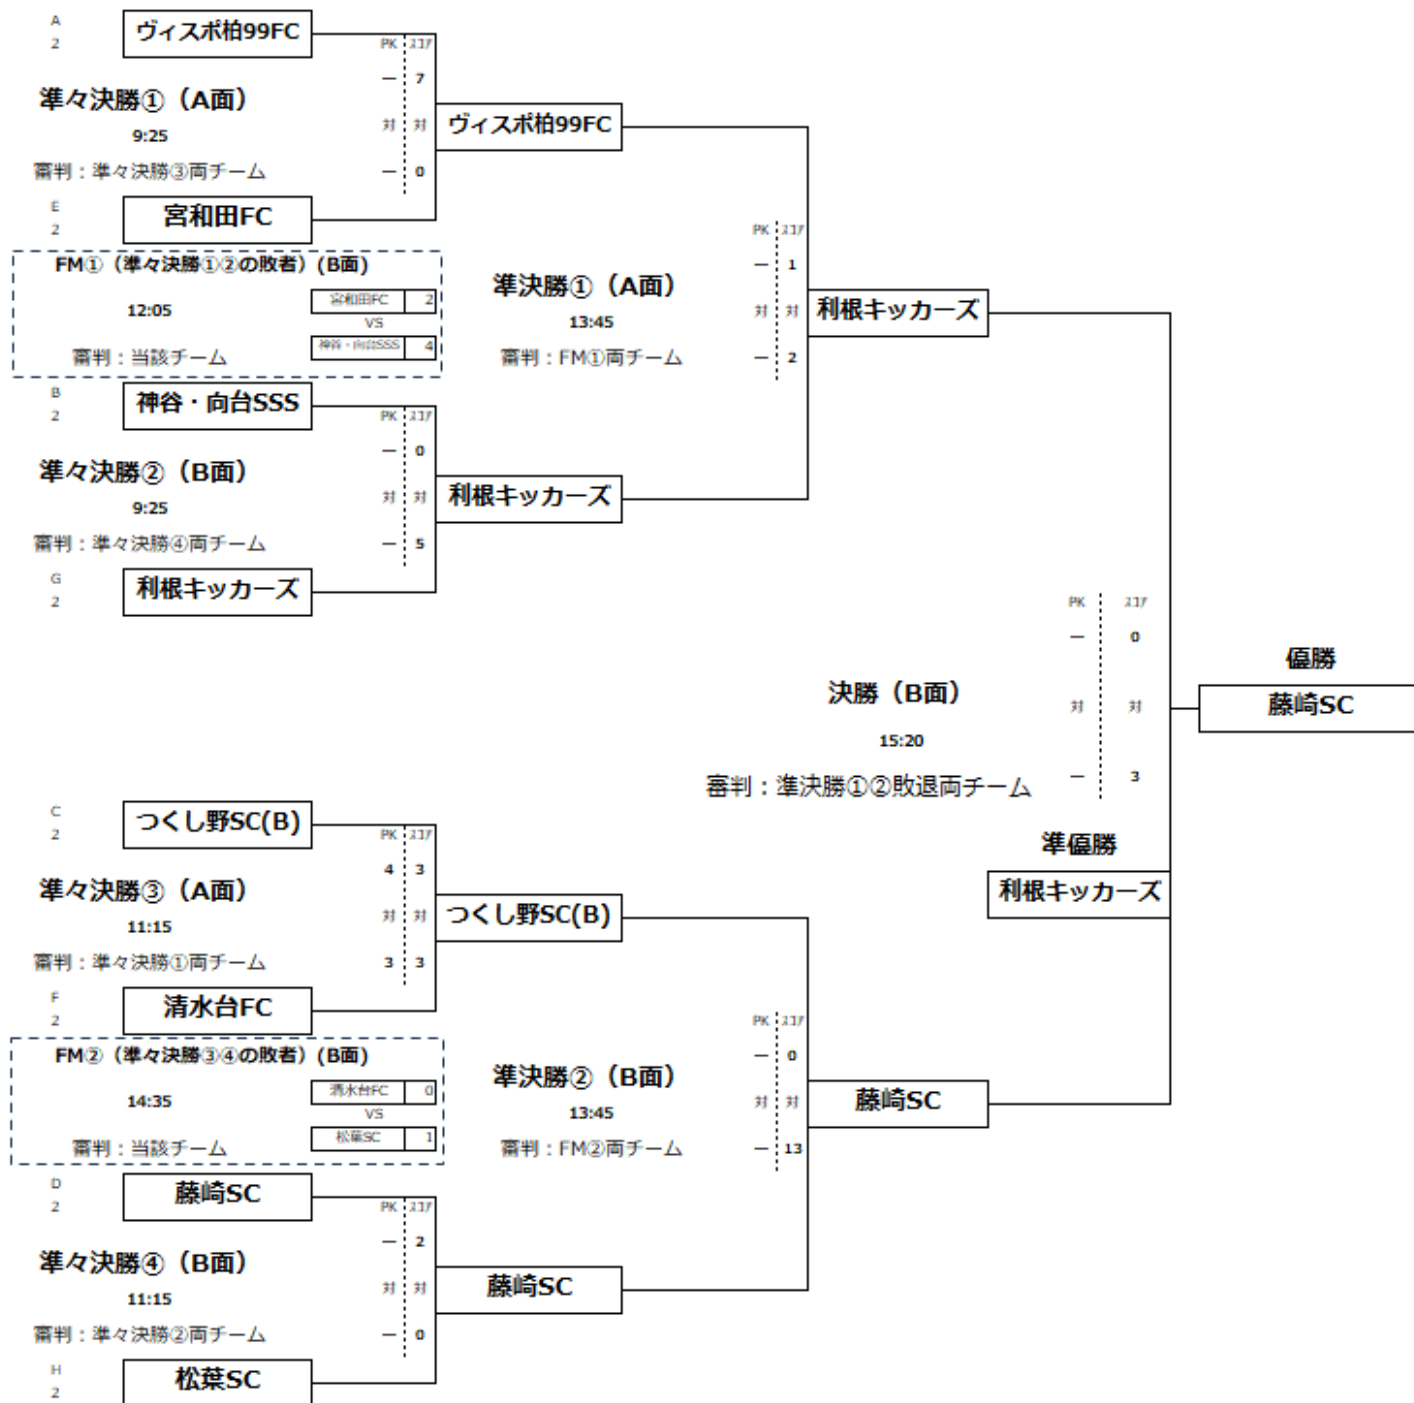 A
2
ヴィスポ柏99FC
PK ｽｺｱ
― 7
準々決勝①（A面）
対 対
ヴィスポ柏99FC
9:25
審判：準々決勝③両チーム
― 0
E
2
宮和田FC
FM①（準々決勝①②の敗者）(B面)
12:05
宮和田FC 2
VS
神谷・向台SSS 4
審判：当該チーム
PK ｽｺｱ
― 1
準決勝①（A面）
対 対
利根キッカーズ
13:45
審判：FM①両チーム
― 2
B
2
神谷・向台SSS
PK ｽｺｱ
― 0
準々決勝②（B面）
対 対
利根キッカーズ
9:25
審判：準々決勝④両チーム
― 5
G
2
利根キッカーズ
PK ｽｺｱ
― 0
優勝
決勝（B面）
対 対
藤崎SC
15:20
審判：準決勝①②敗退両チーム
― 3
準優勝
利根キッカーズ
C
2
つくし野SC(B)
PK ｽｺｱ
4 3
準々決勝③（A面）
対 対
つくし野SC(B)
11:15
審判：準々決勝①両チーム
3 3
F
2
清水台FC
FM②（準々決勝③④の敗者）(B面)
14:35
清水台FC 0
VS
松葉SC 1
審判：当該チーム
PK ｽｺｱ
― 0
準決勝②（B面）
対 対
藤崎SC
13:45
審判：FM②両チーム
― 13
D
2
藤崎SC
PK ｽｺｱ
― 2
準々決勝④（B面）
対 対
藤崎SC
11:15
審判：準々決勝②両チーム
― 0
H
2
松葉SC